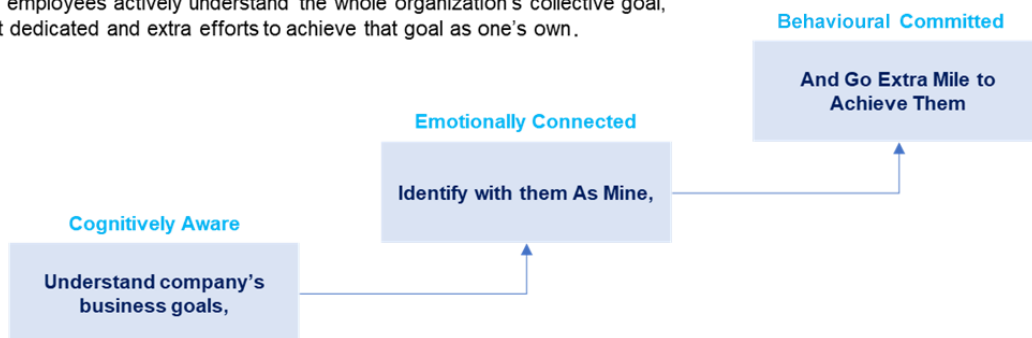 employees actively understand the whole organization's collective goal,
dedicated and extra efforts to achieve that goal as one's own.
Behavioural Committed
And Go Extra Mile to
Achieve Them
Emotionally Connected
Identify with them As Mine,
Cognitively Aware
Understand company's
business goals,